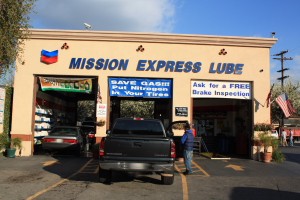 MISSION EXPRESS LUBE
SAVE GAS!!!
Put Nitrogen
In Your Tires
Ask for a FREE
Brake Inspection